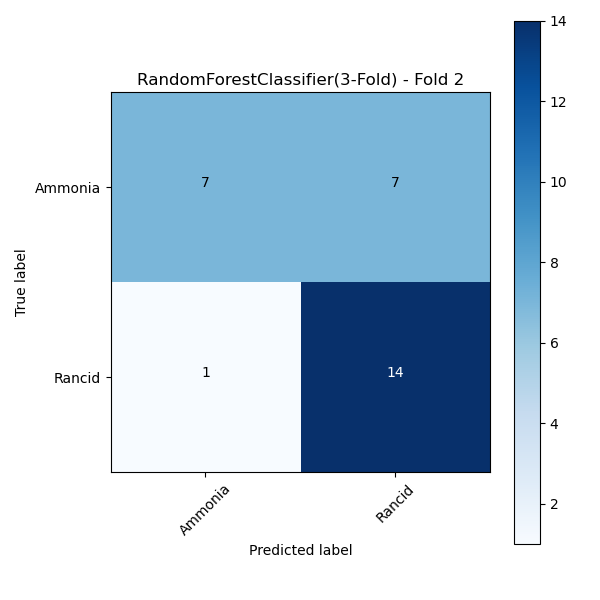 RandomForestClassifier(3-Fold) - Fold 2
True label
Ammonia
7 7
Rancid
1 14
Ammonia Rancid
Predicted label
14
12
10
8
6
4
2